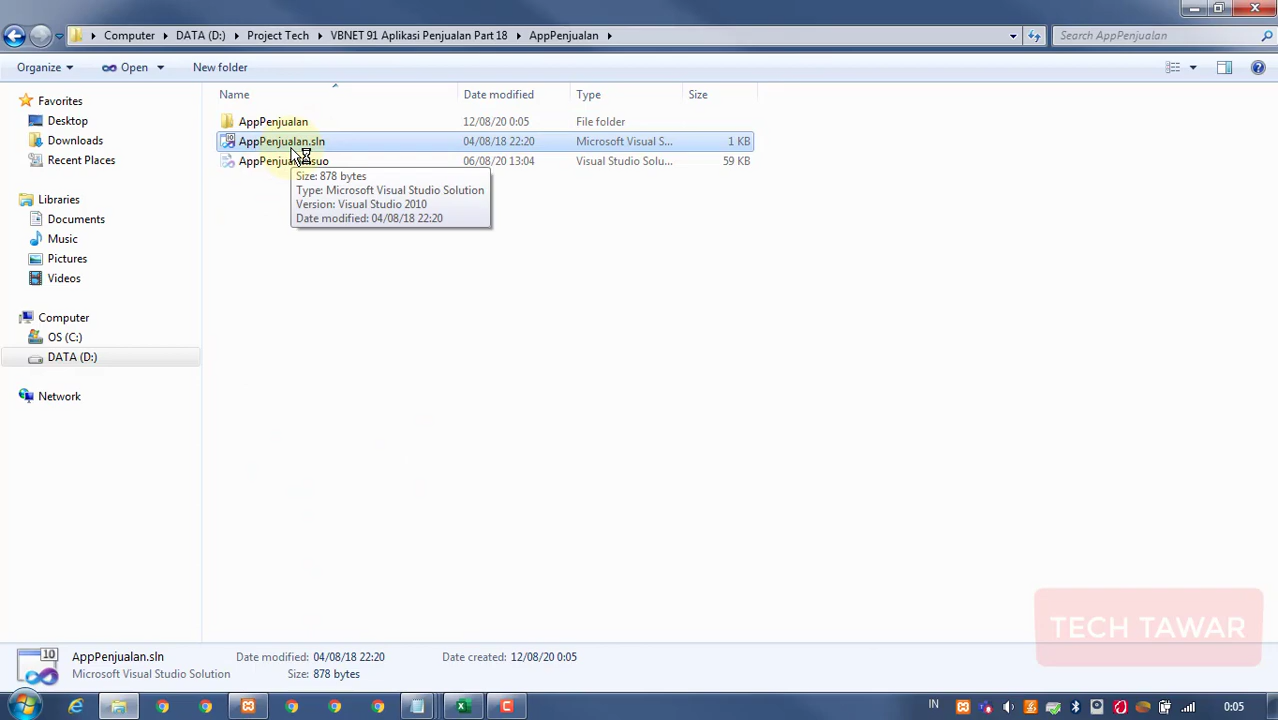 Computer DATA (D:) Project Tech VBNET 91 Aplikasi Penjualan Part 18 AppPenjualan Search AppPenjualan
Organize Open New folder
Name Date modified Type Size
Favorites
Desktop
Downloads
Recent Places
Libraries
Documents
Music
Pictures
Videos
Computer
OS (C:)
DATA (D:)
Network
AppPenjualan 12/08/20 0:05 File folder
AppPenjualan.sln 04/08/18 22:20 Microsoft Visual S... 1 KB
06/08/20 13:04 Visual Studio Solu... 59 KB
Size: 878 bytes
Type: Microsoft Visual Studio Solution
Version: Visual Studio 2010
Date modified: 04/08/18 22:20
TECH TAWAR
10
AppPenjualan.sln Date modified: 04/08/18 22:20 Date created: 12/08/20 0:05
Microsoft Visual Studio Solution Size: 878 bytes
IN 0:05